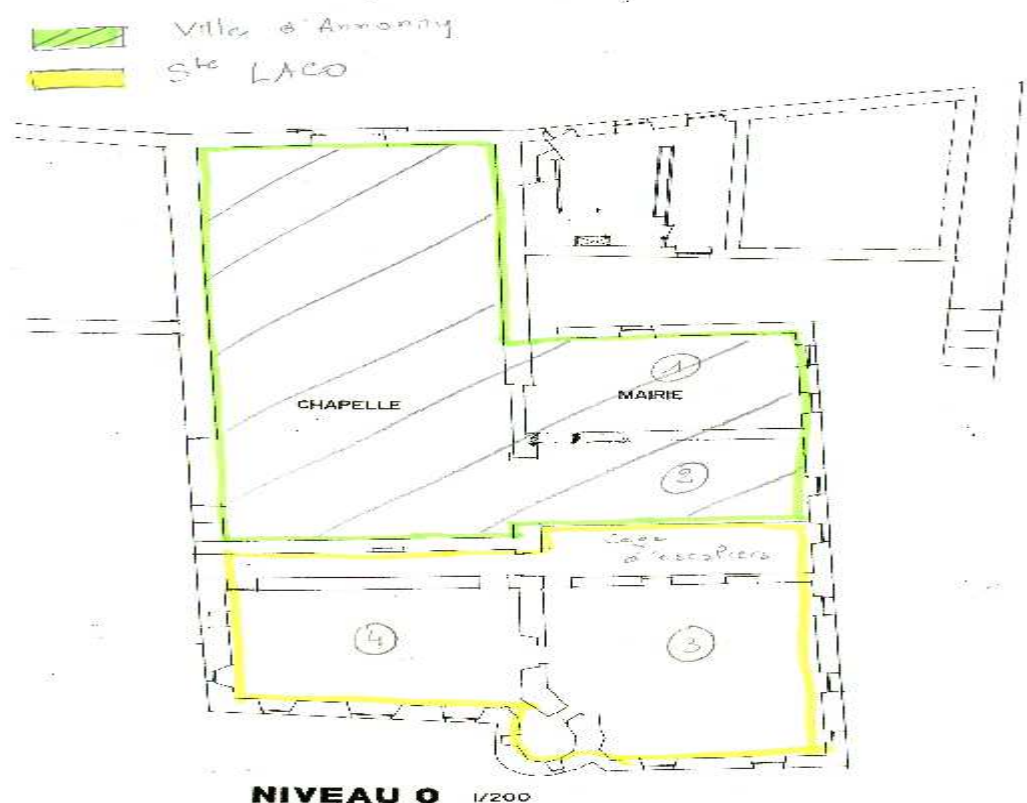 Ville d'Annonay
Sté LACO
①
CHAPELLE
MAIRIE
②
Cage
d'escaliers
④
③
NIVEAU 0 1/200